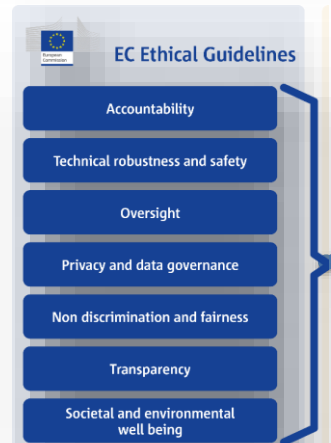 European
Commission
EC Ethical Guidelines
Accountability
Technical robustness and safety
Oversight
Privacy and data governance
Non discrimination and fairness
Transparency
Societal and environmental
well being